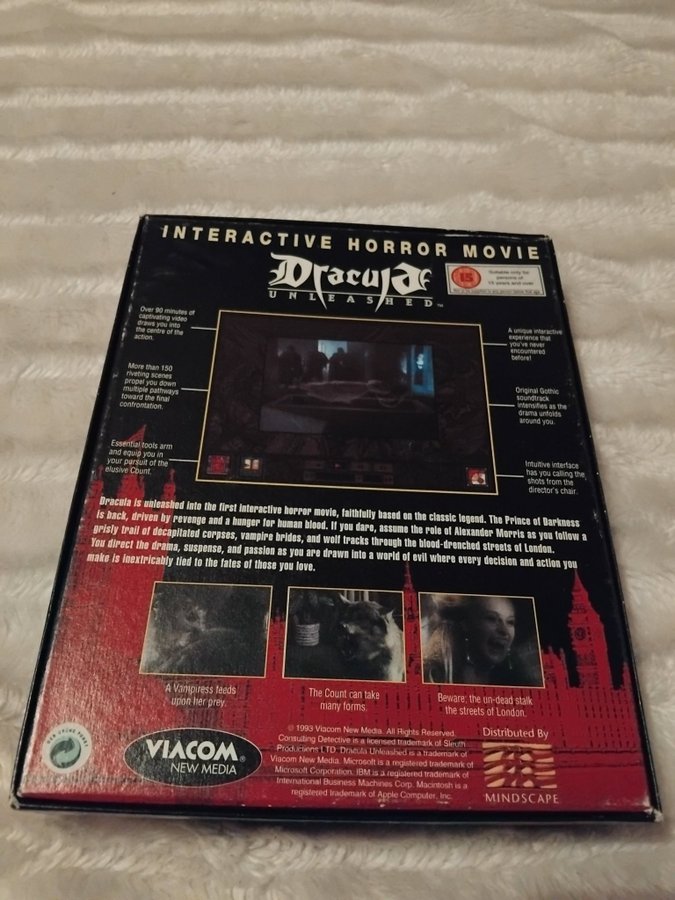 INTERACTIVE HORROR MOVIE
Dracula
UNLEASHED™
15
Suitable only for
persons of
15 years and over
Over 90 minutes of
captivating video
draws you into
the centre of the
action.
More than 150
riveting scenes
propel you down
multiple pathways
toward the final
confrontation.
Essential tools arm
and equip you in
your pursuit of the
elusive Count.
A unique interactive
experience that
you've never
encountered
before!
Original Gothic
soundtrack
intensifies as the
drama unfolds
around you.
Intuitive interface
has you calling the
shots from the
director's chair.
Dracula is unleashed into the first interactive horror movie, faithfully based on the classic legend. The Prince of Darkness
is back, driven by revenge and a hunger for human blood. If you dare, assume the role of Alexander Morris as you follow a
grisly trail of decapitated corpses, vampire brides, and wolf tracks through the blood-drenched streets of London.
You direct the drama, suspense, and passion as you are drawn into a world of evil where every decision and action you
make is inextricably tied to the fates of those you love.
A Vampiress feeds
upon her prey.
The Count can take
many forms.
Beware: the un-dead stalk
the streets of London.
VIACOM®
NEW MEDIA
© 1993 Viacom New Media. All Rights Reserved.
Consulting Detective is a licensed trademark of Sleuth
Productions LTD. Dracula Unleashed is a trademark of
Viacom New Media. Microsoft is a registered trademark of
Microsoft Corporation. IBM is a registered trademark of
International Business Machines Corp. Macintosh is a
registered trademark of Apple Computer, Inc.
Distributed By
MINDSCAPE